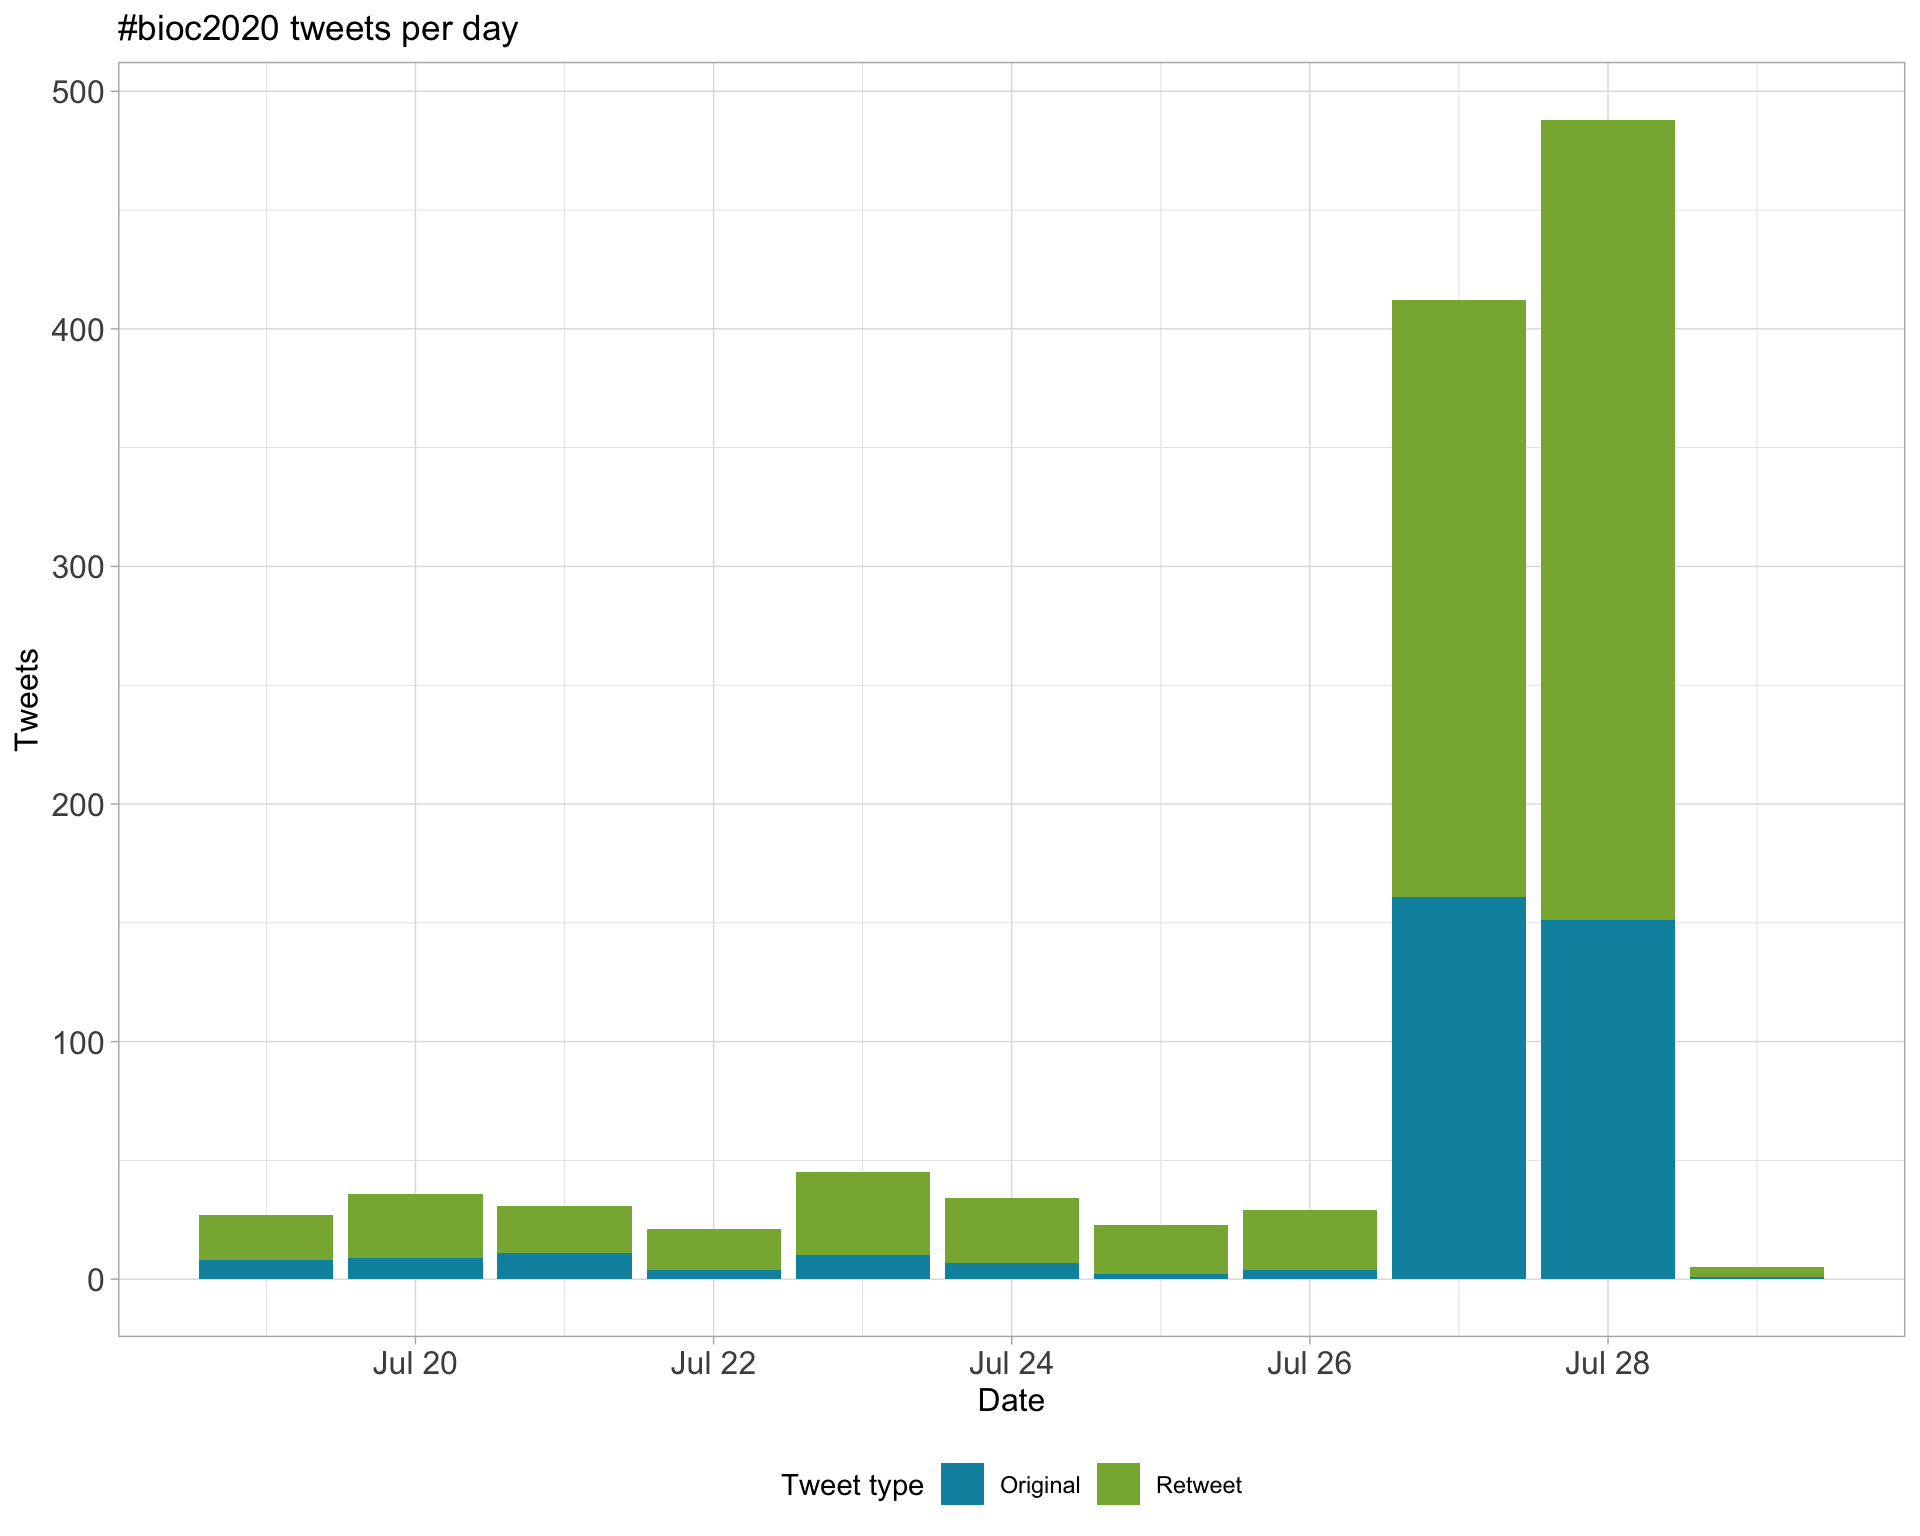 #bioc2020 tweets per day
500
400
300
200
100
0
Tweets
Jul 20 Jul 22 Jul 24 Jul 26 Jul 28
Date
Tweet type Original Retweet